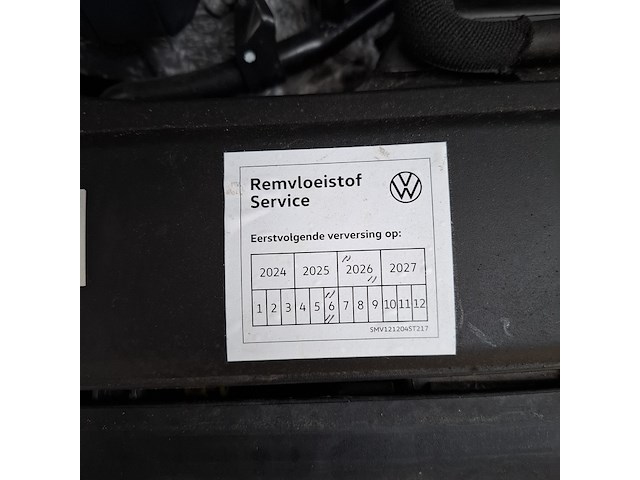 Remvloeistof
Service
Eerstvolgende verversing op:
2024 2025 2026 2027
1 2 3 4 5 6 7 8 9 10 11 12
SMV1212045T217